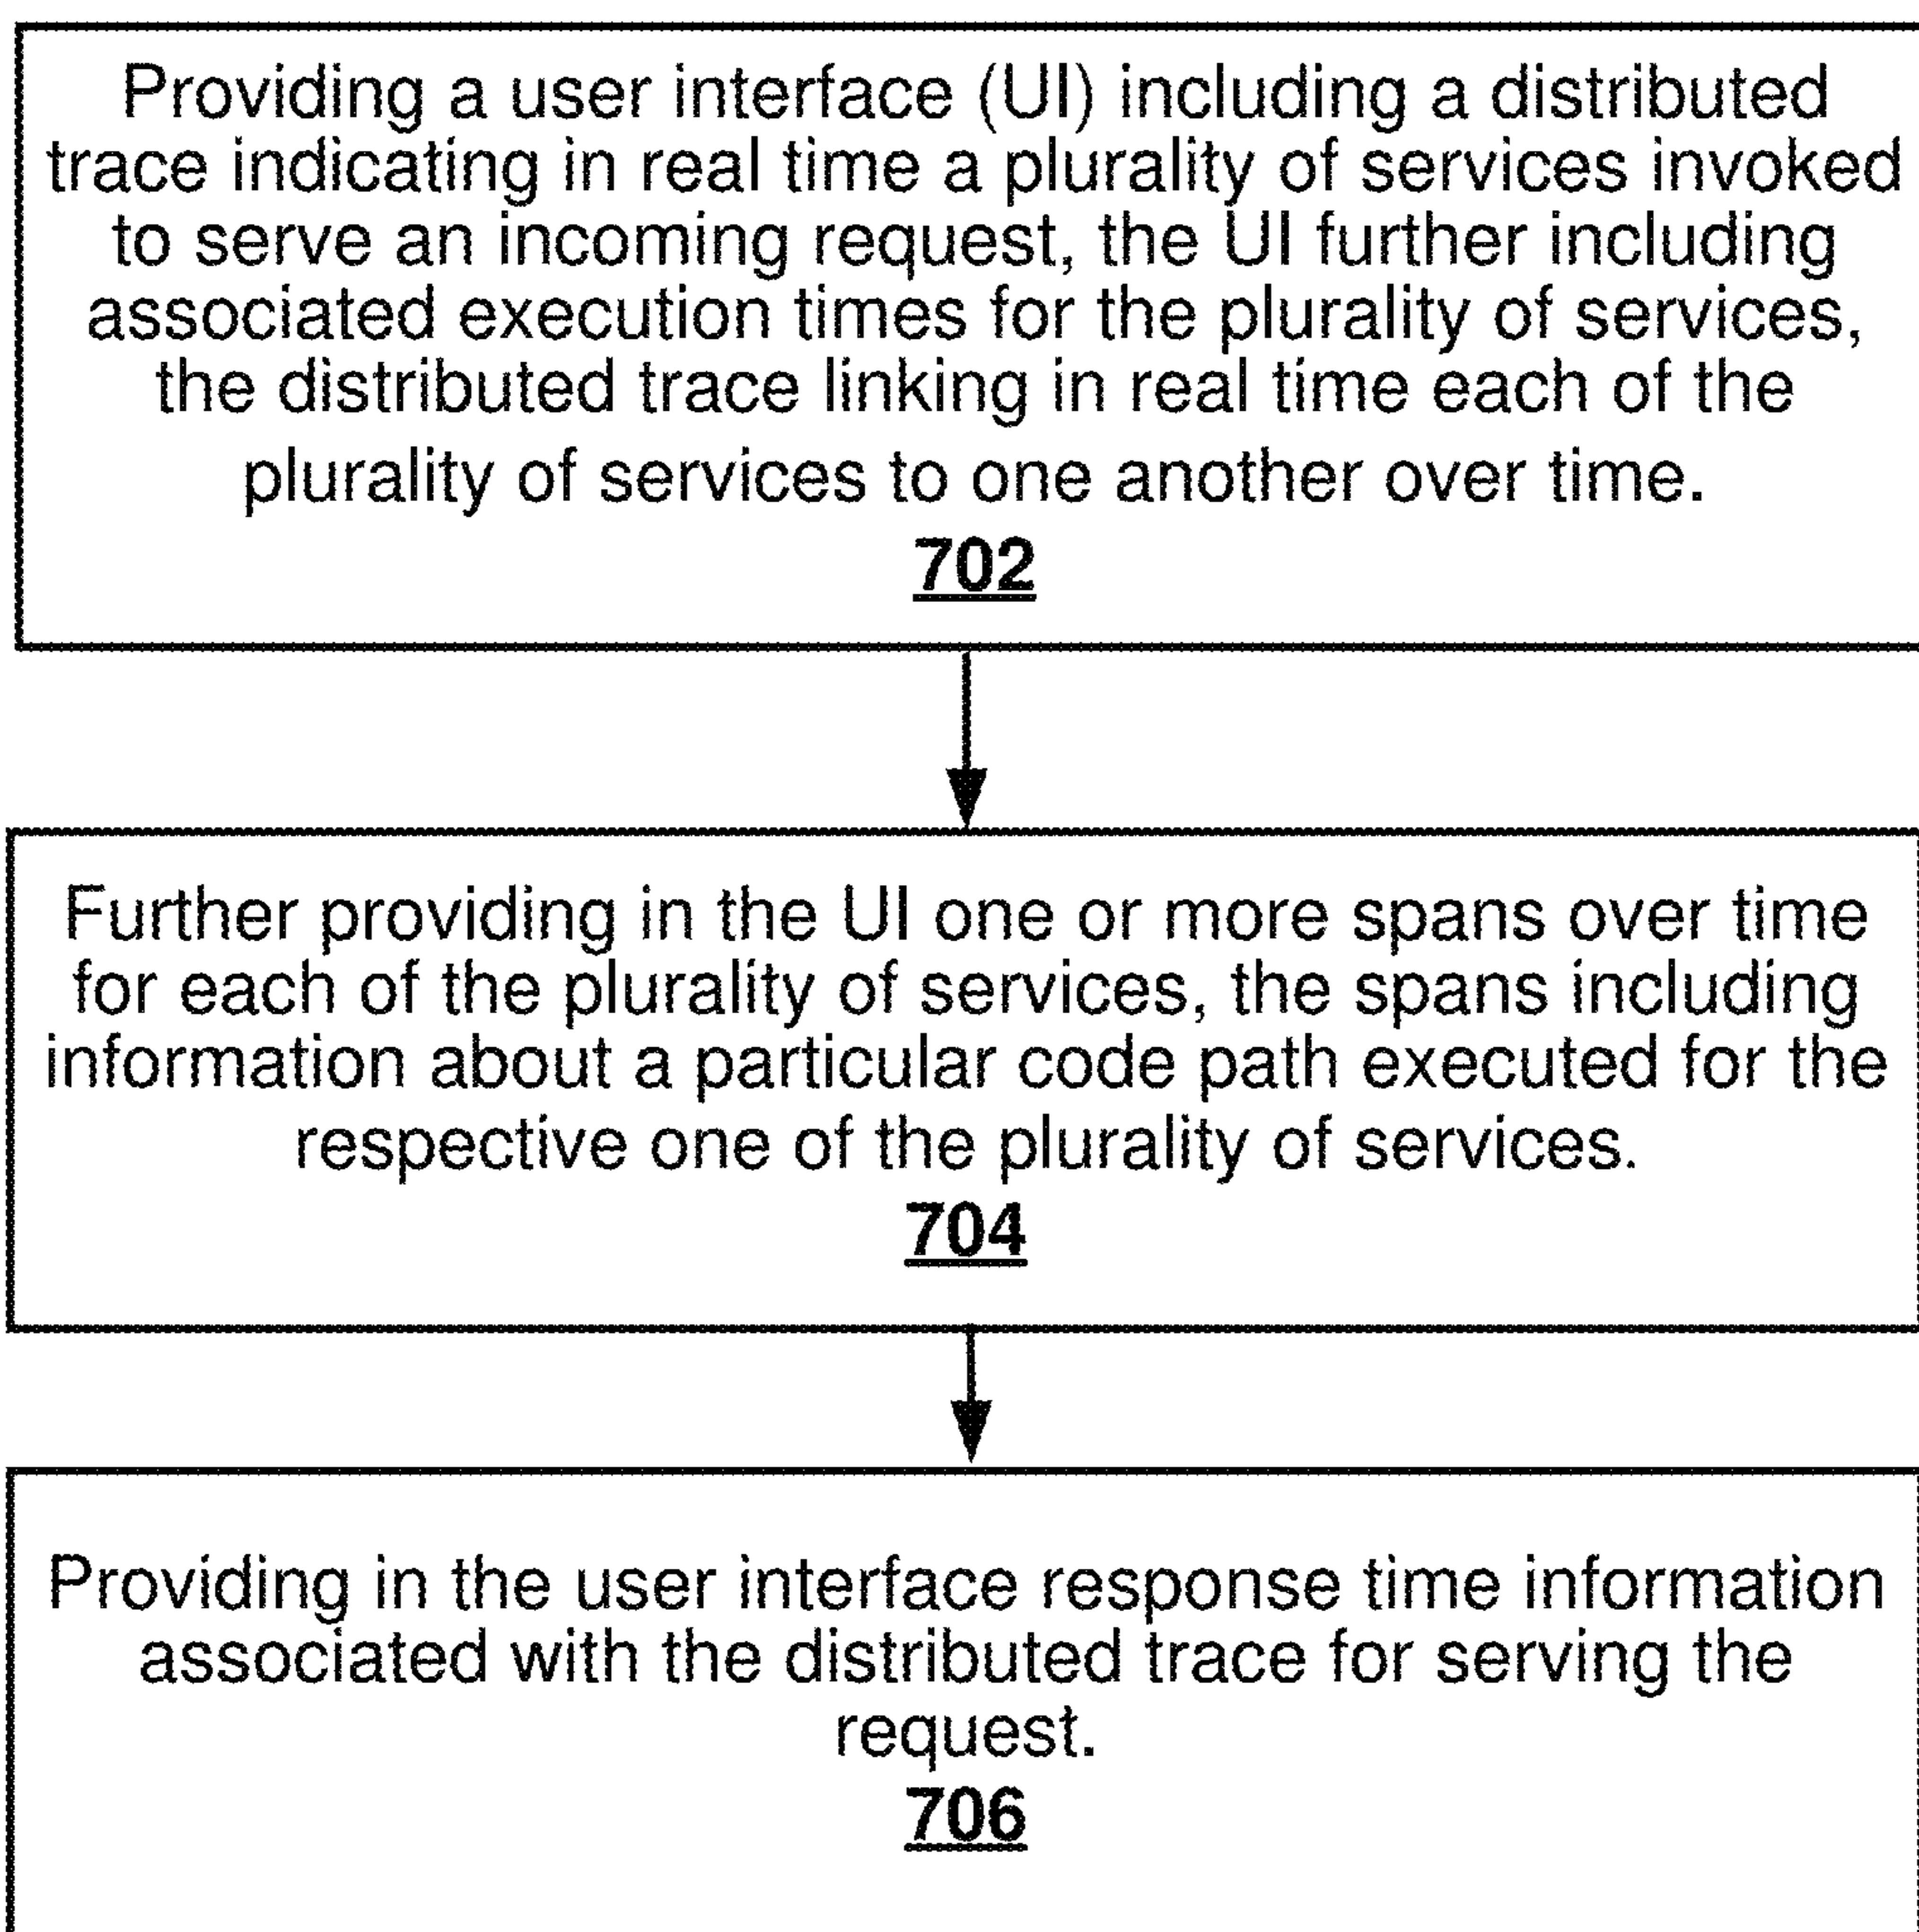 Providing a user interface (UI) including a distributed
trace indicating in real time a plurality of services invoked
to serve an incoming request, the UI further including
associated execution times for the plurality of services,
the distributed trace linking in real time each of the
plurality of services to one another over time.
702
Further providing in the UI one or more spans over time
for each of the plurality of services, the spans including
information about a particular code path executed for the
respective one of the plurality of services.
704
Providing in the user interface response time information
associated with the distributed trace for serving the
request.
706